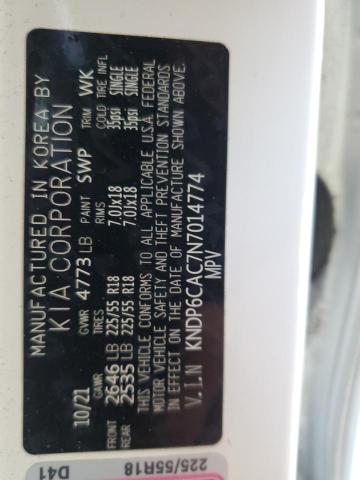 MANUFACTURED IN KOREA BY
KIA CORPORATION
10/21 GVWR 4773 LB PAINT SWP TRIM WK
GAWR TIRES RIMS COLD TIRE INFL
FRONT 2646 LB 225/55 R18 7.0Jx18 35psi SINGLE
REAR 2535 LB 225/55 R18 7.0Jx18 35psi SINGLE
THIS VEHICLE CONFORMS TO ALL APPLICABLE U.S.A. FEDERAL
MOTOR VEHICLE SAFETY AND THEFT PREVENTION STANDARDS
IN EFFECT ON THE DATE OF MANUFACTURE SHOWN ABOVE.
V.I.N KNDP6CAC7N7014774
MPV
D41
225/55R18